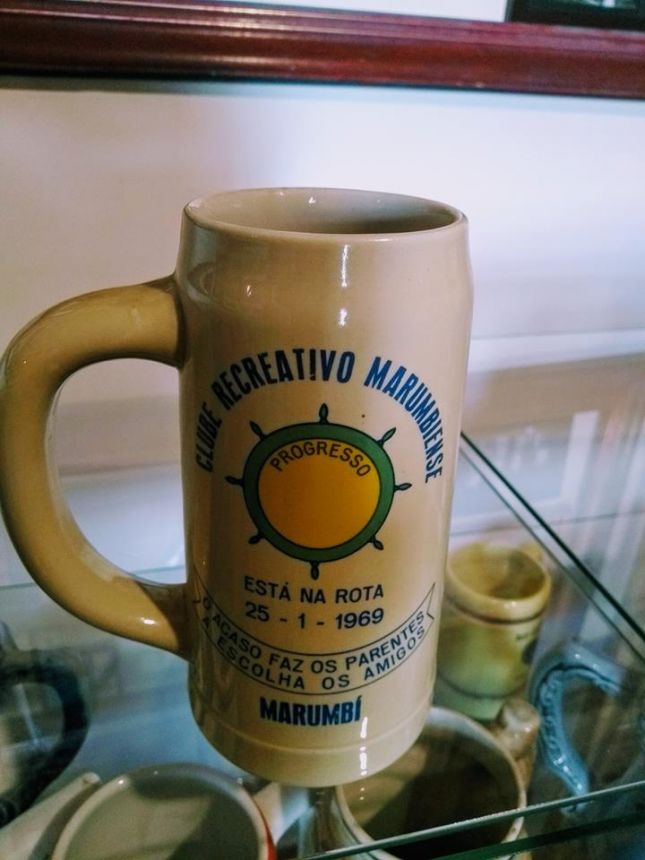 CLUBE RECREATIVO MARUMBIENSE
PROGRESSO
ESTÁ NA ROTA
25 - 1 - 1969
O ACASO FAZ OS PARENTES
A ESCOLHA OS AMIGOS
MARUMBÍ